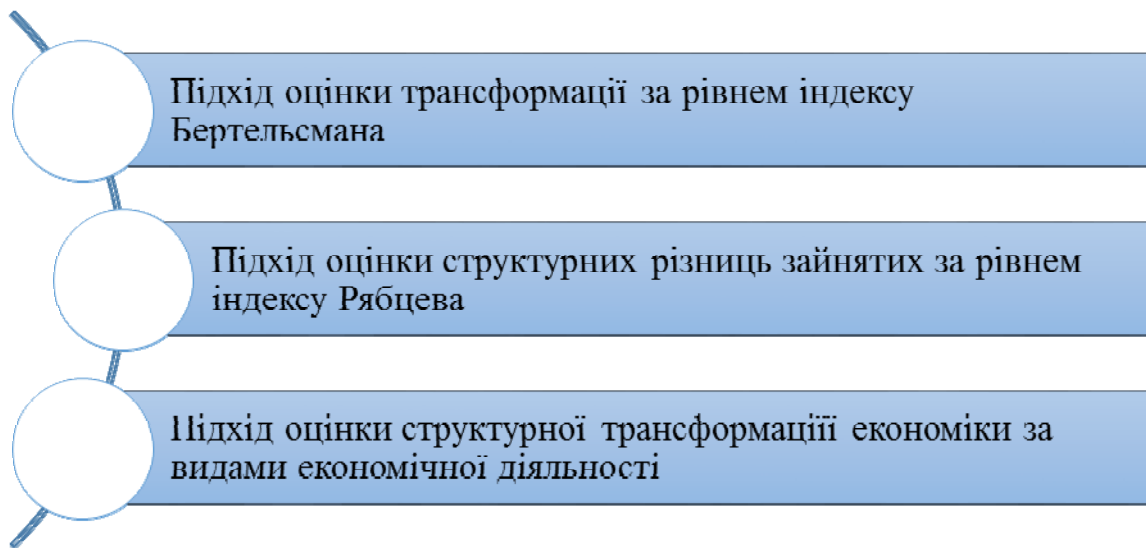 Підхід оцінки трансформації за рівнем індексу
Бертельсмана
Підхід оцінки структурних різниць зайнятих за рівнем
індексу Рябцева
Підхід оцінки структурної трансформаціїї економіки за
видами економічної діяльності